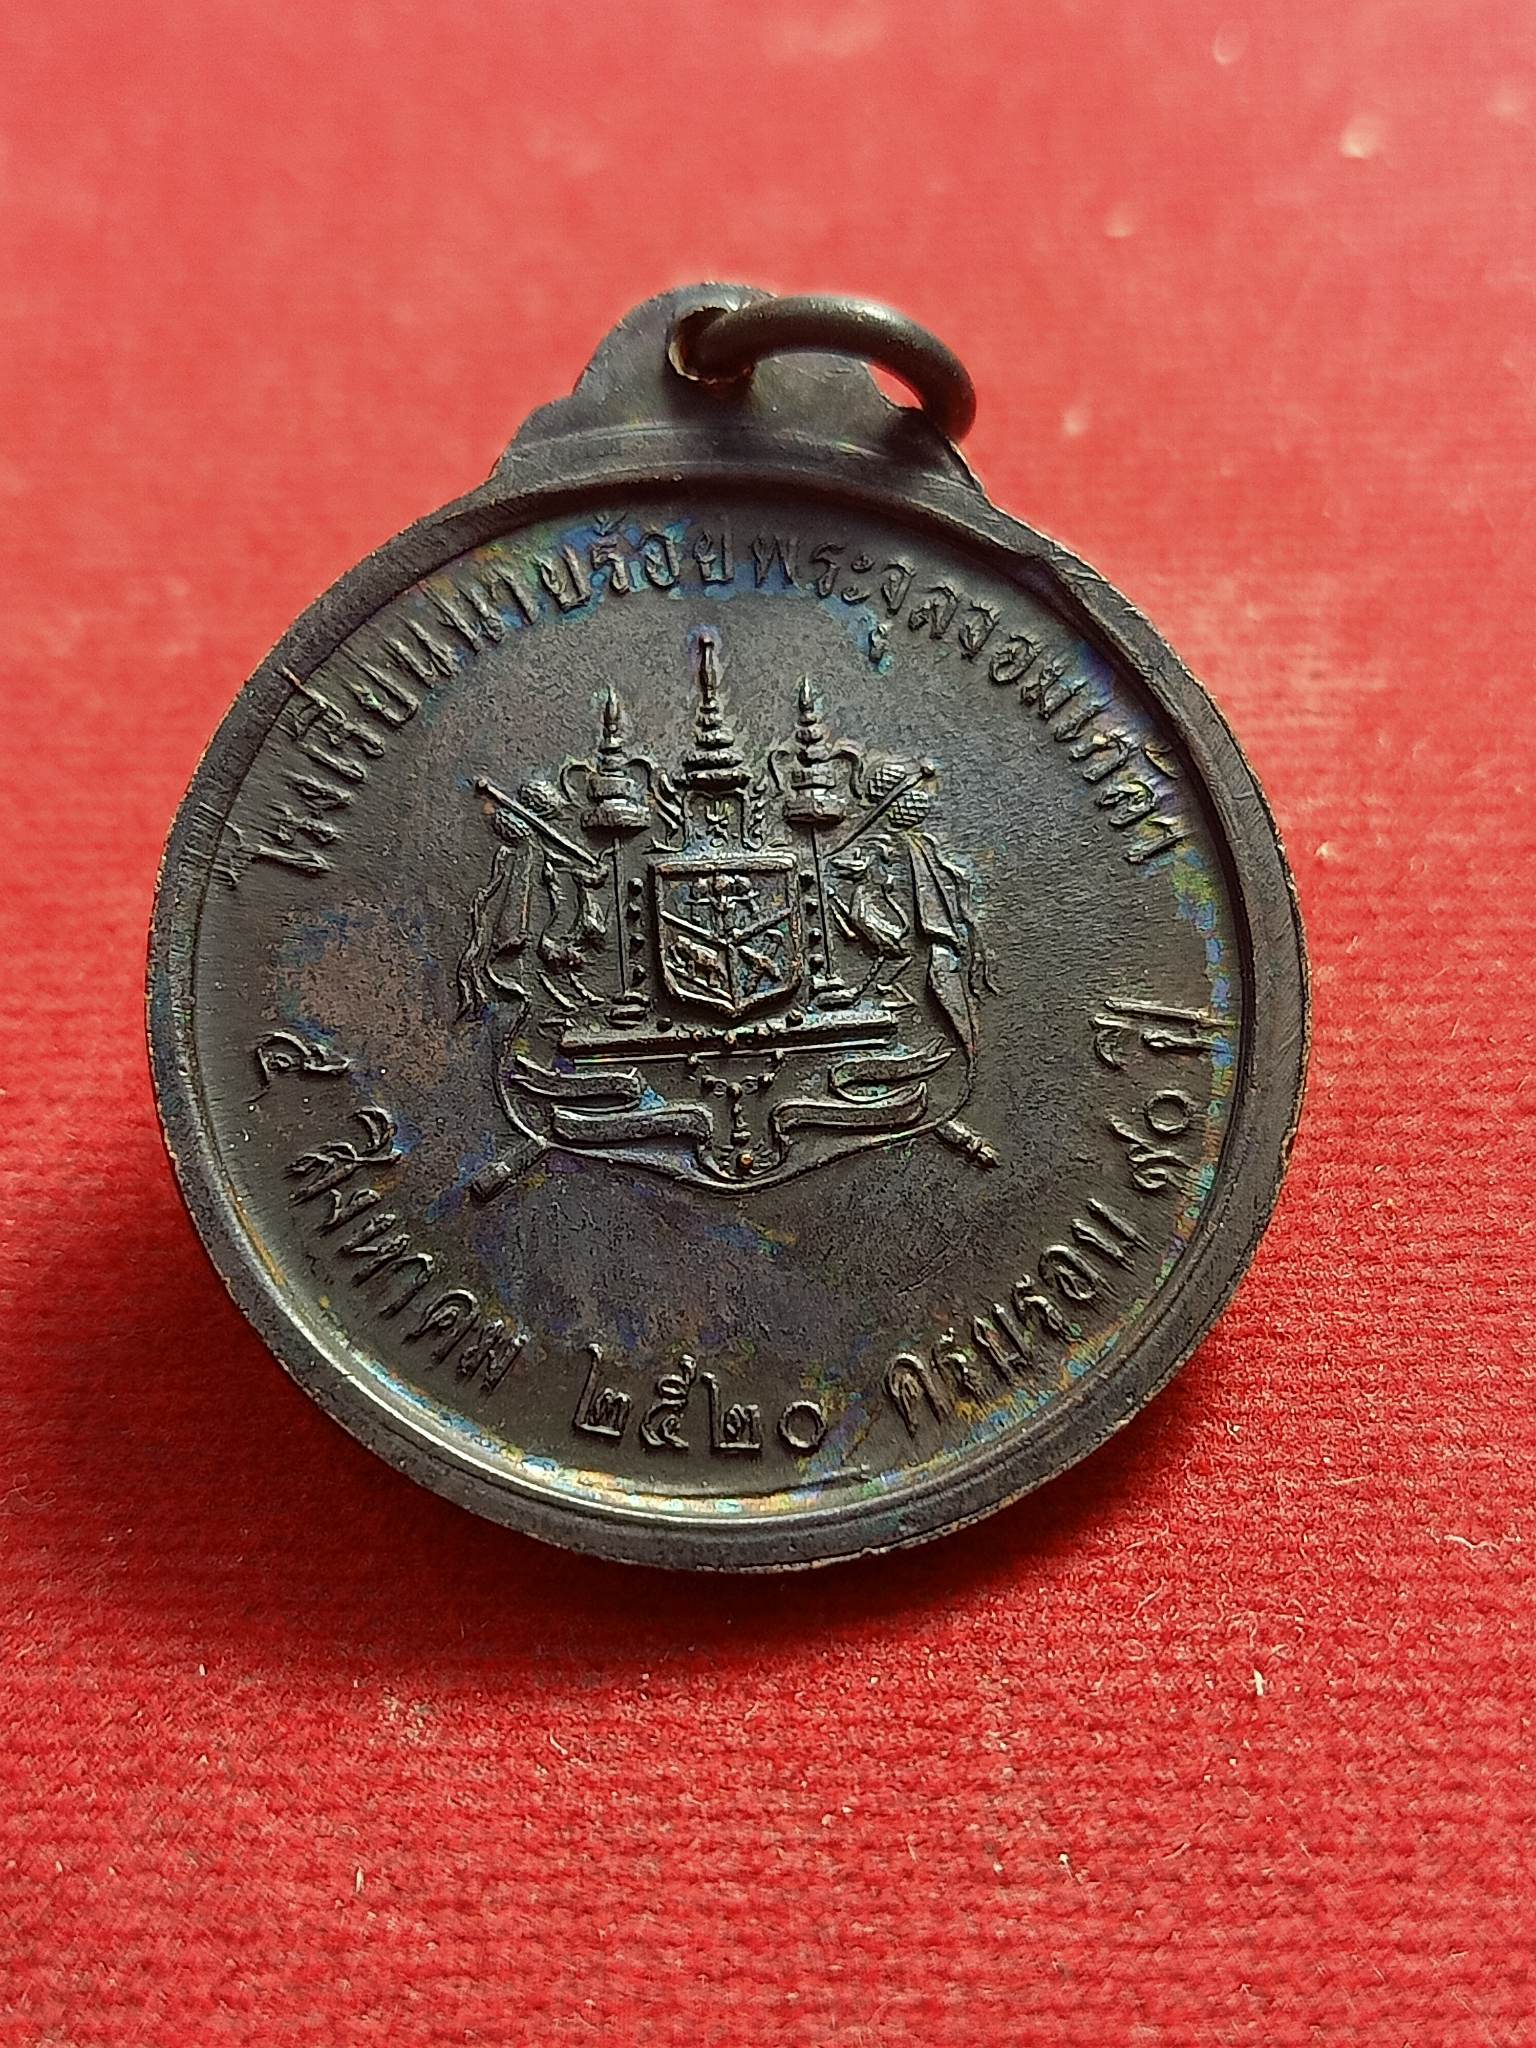 โรงเรียนนายร้อยพระจุลจอมเกล้า
๕ สิงหาคม ๒๕๒๐ ครบรอบ ๙๐ ปี